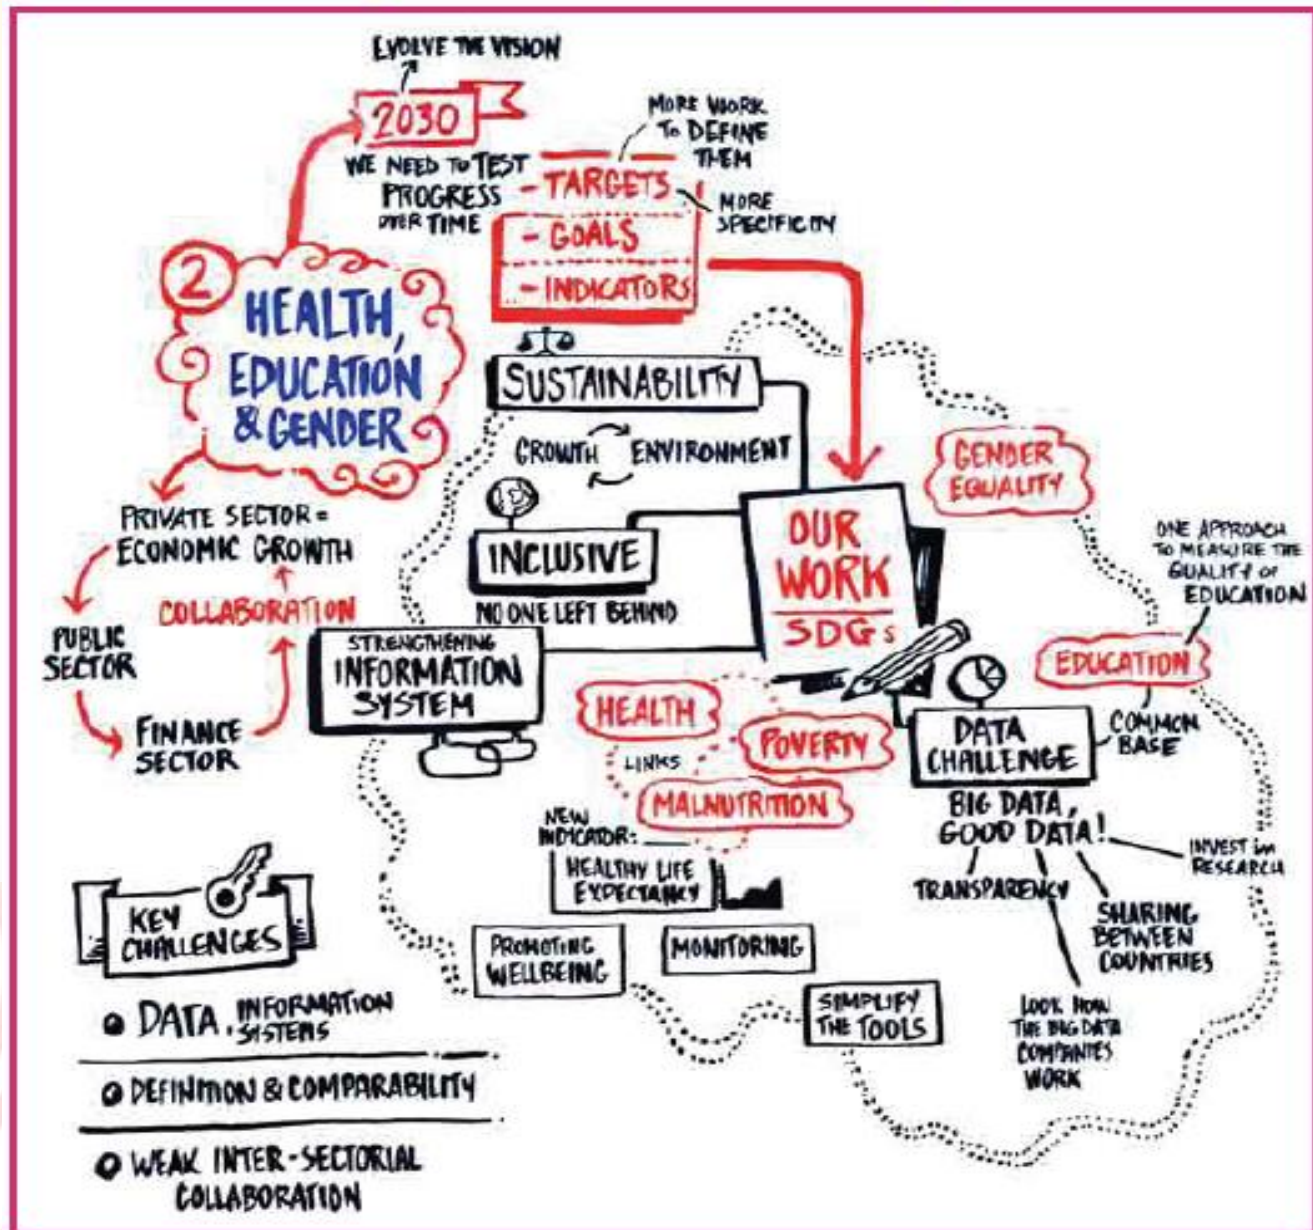 EVOLVE THE VISION
2030
WE NEED TO TEST
PROGRESS
OVER TIME
- TARGETS
- GOALS
- INDICATORS
MORE WORK
TO DEFINE
THEM
MORE
SPECIFICITY
2
HEALTH,
EDUCATION
& GENDER
PRIVATE SECTOR =
ECONOMIC GROWTH
COLLABORATION
PUBLIC
SECTOR
FINANCE
SECTOR
SUSTAINABILITY
GROWTH ENVIRONMENT
INCLUSIVE
NO ONE LEFT BEHIND
STRENGTHENING
INFORMATION
SYSTEM
OUR
WORK
SDGs
GENDER
EQUALITY
ONE APPROACH
TO MEASURE THE
QUALITY OF
EDUCATION
EDUCATION
COMMON
BASE
DATA
CHALLENGE
BIG DATA,
GOOD DATA!
TRANSPARENCY
LOOK HOW
THE BIG DATA
COMPANIES
WORK
SHARING
BETWEEN
COUNTRIES
INVEST in
RESEARCH
HEALTH
LINKS
POVERTY
MALNUTRITION
NEW
INDICATOR:
HEALTHY LIFE
EXPECTANCY
PROMOTING
WELLBEING
MONITORING
SIMPLIFY
THE TOOLS
KEY
CHALLENGES
DATA, INFORMATION
SYSTEMS
DEFINITION & COMPARABILITY
WEAK INTER-SECTORIAL
COLLABORATION